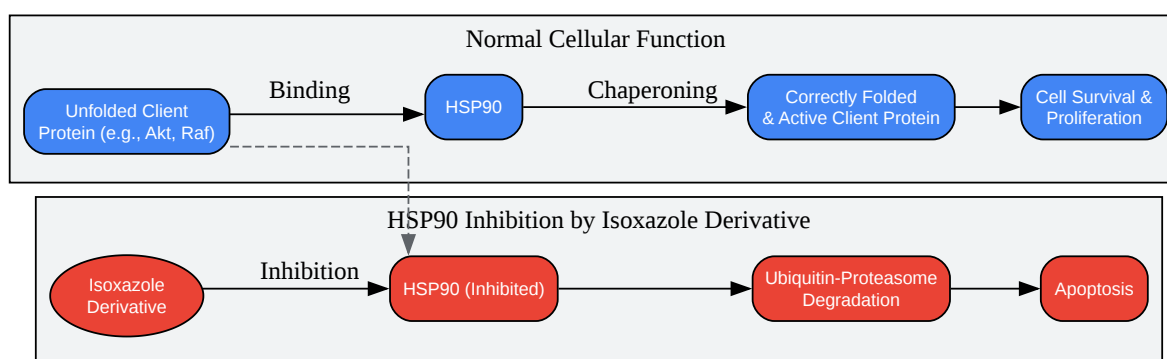 Normal Cellular Function
Unfolded Client
Protein (e.g., Akt, Raf)
Binding
HSP90
Chaperoning
Correctly Folded
& Active Client Protein
Cell Survival &
Proliferation
HSP90 Inhibition by Isoxazole Derivative
Isoxazole
Derivative
Inhibition
HSP90 (Inhibited)
Ubiquitin-Proteasome
Degradation
Apoptosis